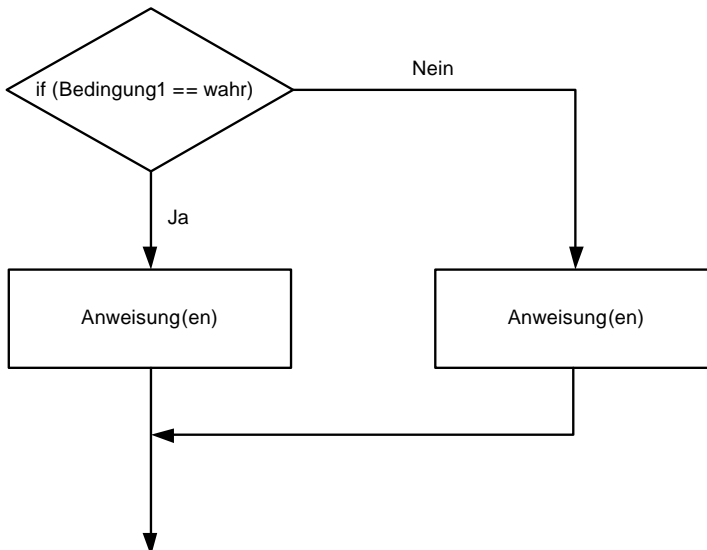 if (Bedingung1 == wahr)
Nein
Ja
Anweisung(en)
Anweisung(en)